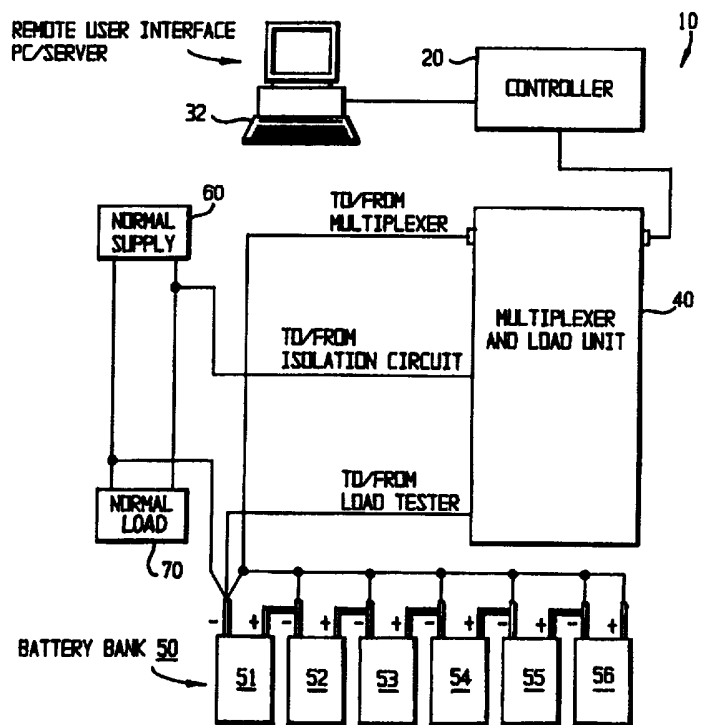 REMOTE USER INTERFACE
PC/SERVER
32
20
CONTROLLER
10
60
NORMAL
SUPPLY
TO/FROM
MULTIPLEXER
40
MULTIPLEXER
AND LOAD UNIT
TO/FROM
ISOLATION CIRCUIT
TO/FROM
LOAD TESTER
NORMAL
LOAD
70
- + - + - + - + - + - +
BATTERY BANK 50
51 52 53 54 55 56